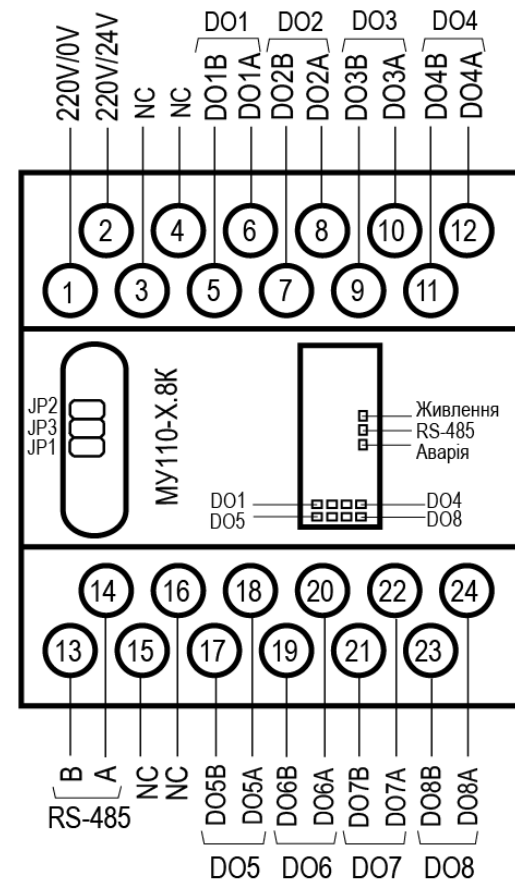 DO1 DO2 DO3 DO4
220V/0V 220V/24V NC NC DO1B DO1A DO2B DO2A DO3B DO3A DO4B DO4A
2 4 6 8 10 12
1 3 5 7 9 11
JP2
JP3
JP1
МУ110-Х.8К
Живлення
RS-485
Аварія
DO1 DO4
DO5 DO8
14 16 18 20 22 24
13 15 17 19 21 23
B A NC NC DO5B DO5A DO6B DO6A DO7B DO7A DO8B DO8A
RS-485
DO5 DO6 DO7 DO8